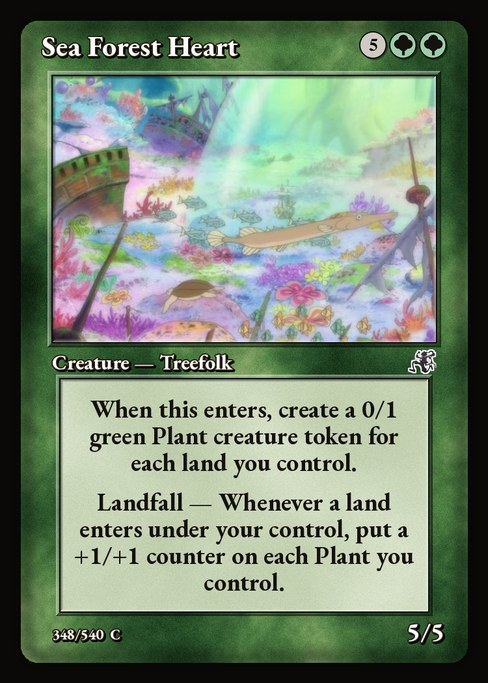 Sea Forest Heart 5
Creature — Treefolk
When this enters, create a 0/1
green Plant creature token for
each land you control.
Landfall — Whenever a land
enters under your control, put a
+1/+1 counter on each Plant you
control.
348/540 C 5/5